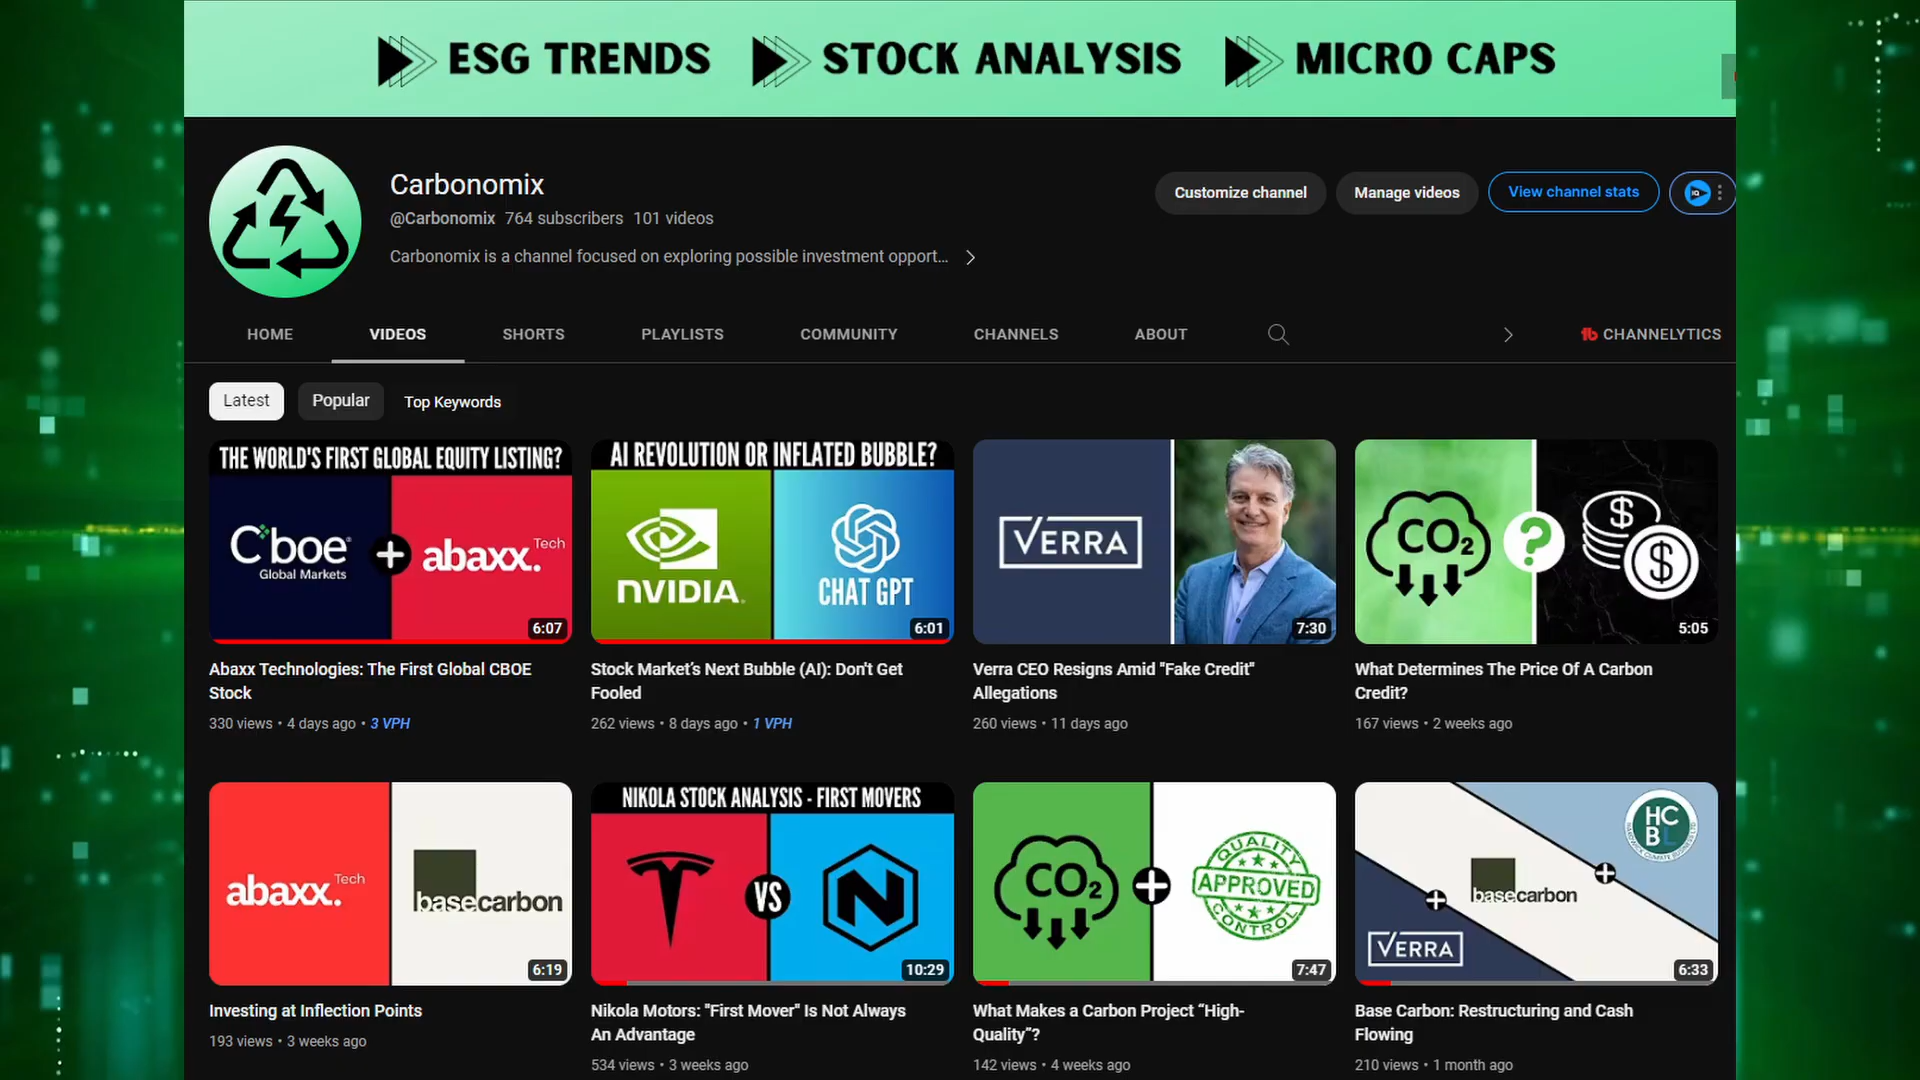 ESG TRENDS STOCK ANALYSIS MICRO CAPS
Carbonomix
@Carbonomix 764 subscribers 101 videos
Carbonomix is a channel focused on exploring possible investment opport...
Customize channel Manage videos View channel stats
HOME VIDEOS SHORTS PLAYLISTS COMMUNITY CHANNELS ABOUT CHANNELYTICS
Latest Popular Top Keywords
THE WORLD'S FIRST GLOBAL EQUITY LISTING?
Cboe Global Markets + abaxx. Tech
6:07
Abaxx Technologies: The First Global CBOE
Stock
330 views • 4 days ago • 3 VPH
AI REVOLUTION OR INFLATED BUBBLE?
NVIDIA. CHAT GPT
6:01
Stock Market's Next Bubble (AI): Don't Get
Fooled
262 views • 8 days ago • 1 VPH
VERRA
7:30
Verra CEO Resigns Amid "Fake Credit"
Allegations
260 views • 11 days ago
CO2 ? $ $
5:05
What Determines The Price Of A Carbon
Credit?
167 views • 2 weeks ago
abaxx. Tech basecarbon
6:19
Investing at Inflection Points
193 views • 3 weeks ago
NIKOLA STOCK ANALYSIS - FIRST MOVERS
VS
10:29
Nikola Motors: "First Mover" Is Not Always
An Advantage
534 views • 3 weeks ago
CO2 + QUALITY APPROVED CONTROL
7:47
What Makes a Carbon Project “High-
Quality”?
142 views • 4 weeks ago
HC
BL
basecarbon
VERRA
6:33
Base Carbon: Restructuring and Cash
Flowing
210 views • 1 month ago